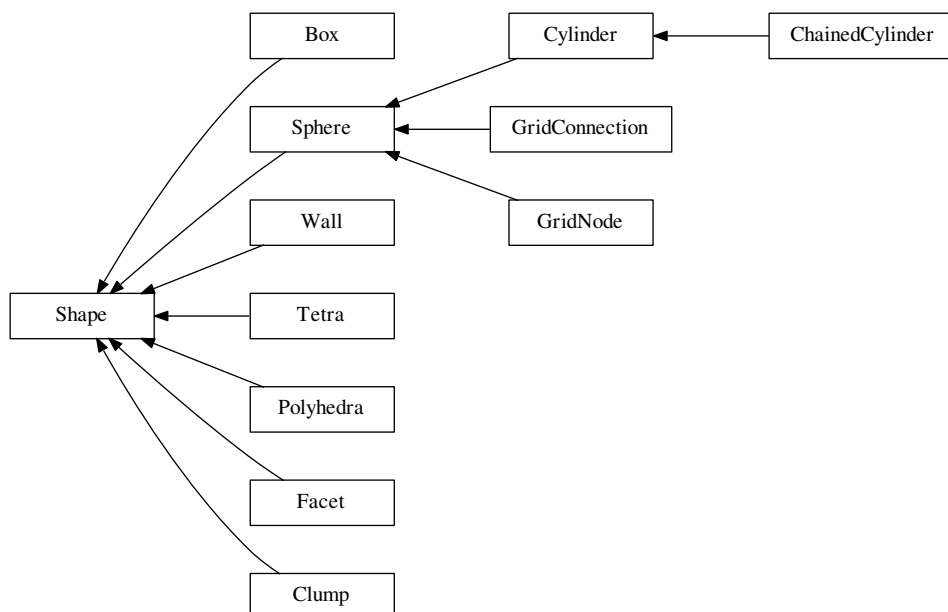 Box
Cylinder
ChainedCylinder
Sphere
GridConnection
Wall
GridNode
Shape
Tetra
Polyhedra
Facet
Clump